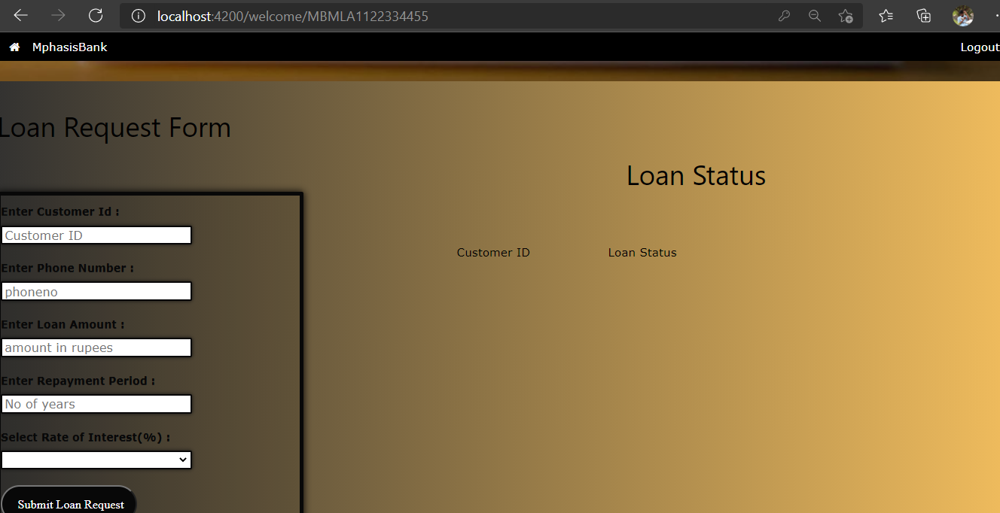 localhost:4200/welcome/MBMLA1122334455
MphasisBank
Logout
Loan Request Form
Loan Status
Enter Customer Id :
Customer ID
Customer ID
Loan Status
Enter Phone Number :
phoneno
Enter Loan Amount :
amount in rupees
Enter Repayment Period :
No of years
Select Rate of Interest(%) :
Submit Loan Request